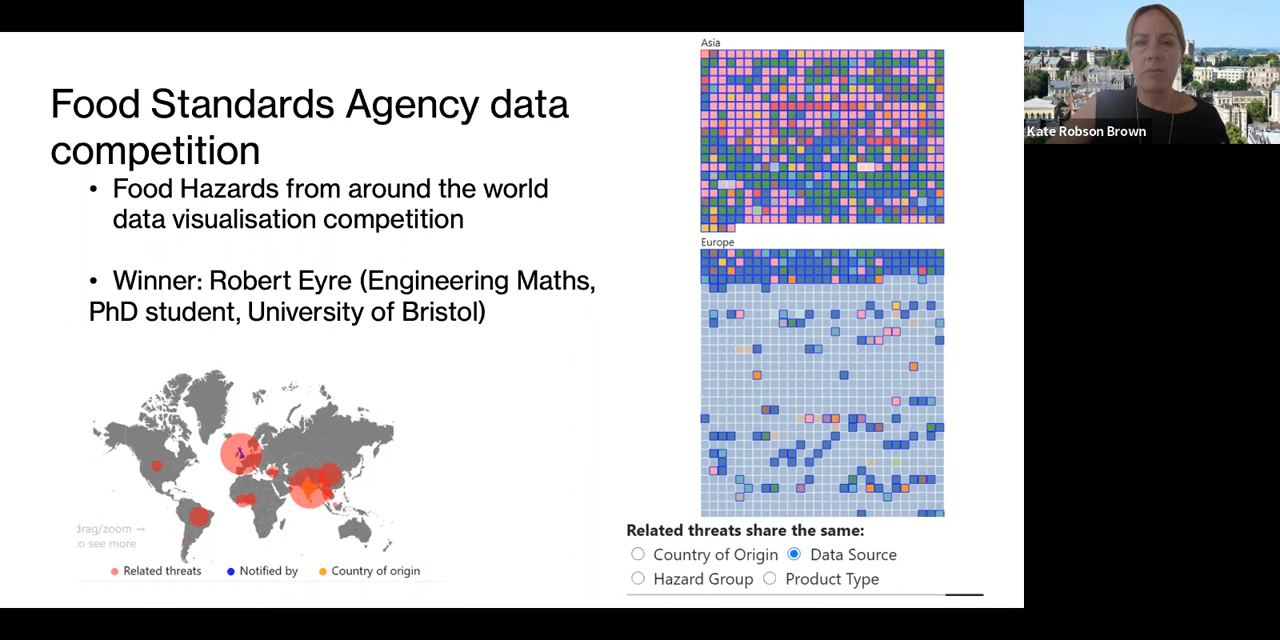 Food Standards Agency data
competition
• Food Hazards from around the world
data visualisation competition
• Winner: Robert Eyre (Engineering Maths,
PhD student, University of Bristol)
drag/zoom →
to see more
Related threats
Notified by
Country of origin
Asia
Europe
Related threats share the same:
Country of Origin
Data Source
Hazard Group
Product Type
Kate Robson Brown